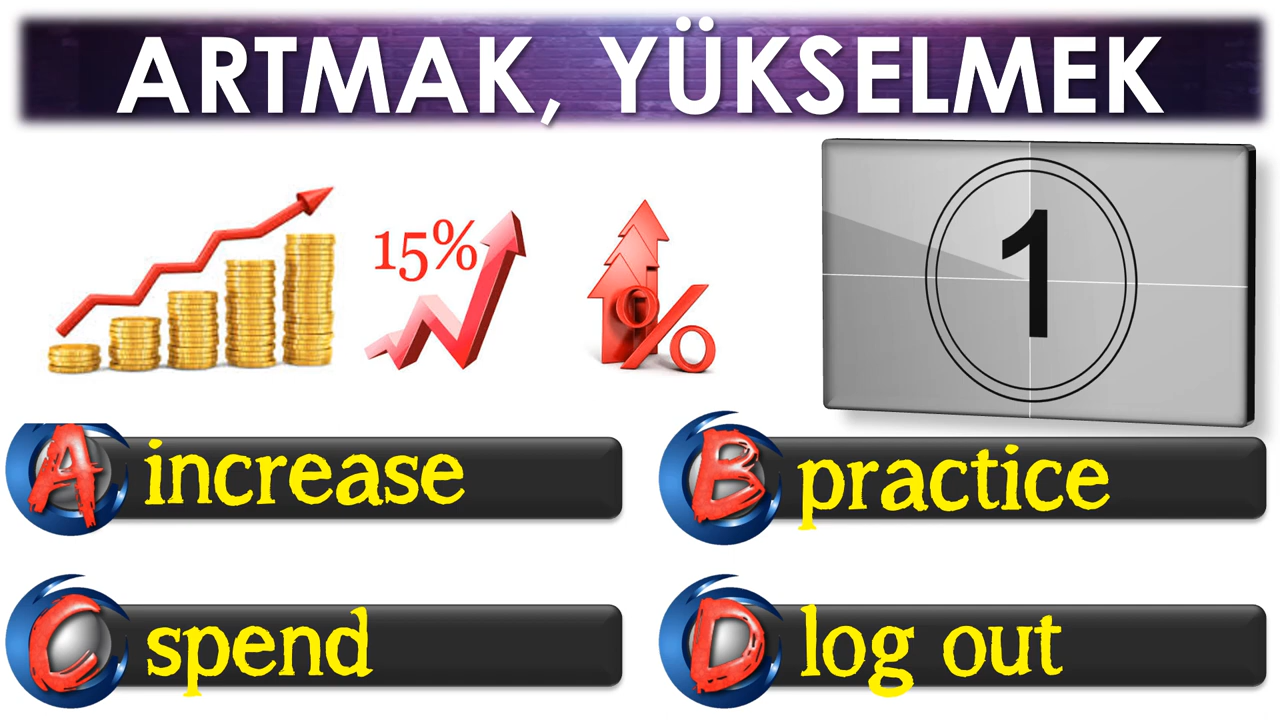 ARTMAK, YÜKSELMEK
15%
%
1
A increase
B practice
C spend
D log out